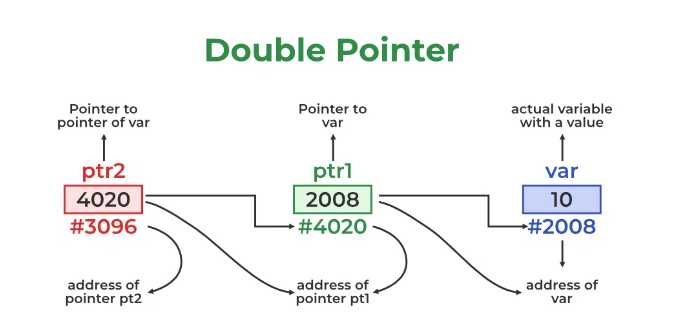 Double Pointer
Pointer to
pointer of var
Pointer to
var
actual variable
with a value
ptr2
ptr1
var
4020
2008
10
#3096
#4020
#2008
address of
pointer pt2
address of
pointer pt1
address of
var